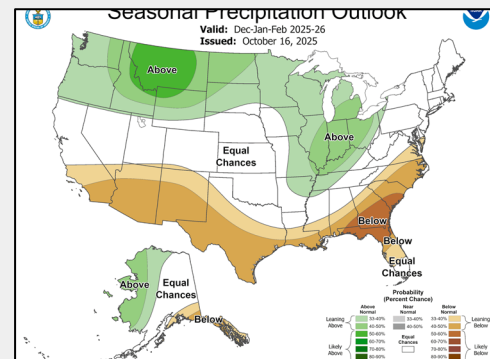 Seasonal Precipitation Outlook
Valid: Dec-Jan-Feb 2025-26
Issued: October 16, 2025
Above
Equal
Chances
Above
Below
Below
Equal
Chances
Above
Equal
Chances
Below
Probability
(Percent Chance)
Above
Normal
Near
Normal
Below
Normal
Leaning
Above
33-40%
40-50%
50-60%
60-70%
70-80%
80-90%
Likely
Above
33-40%
40-50%
Equal
Chances
33-40%
40-50%
50-60%
60-70%
70-80%
80-90%
Leaning
Below
Likely
Below